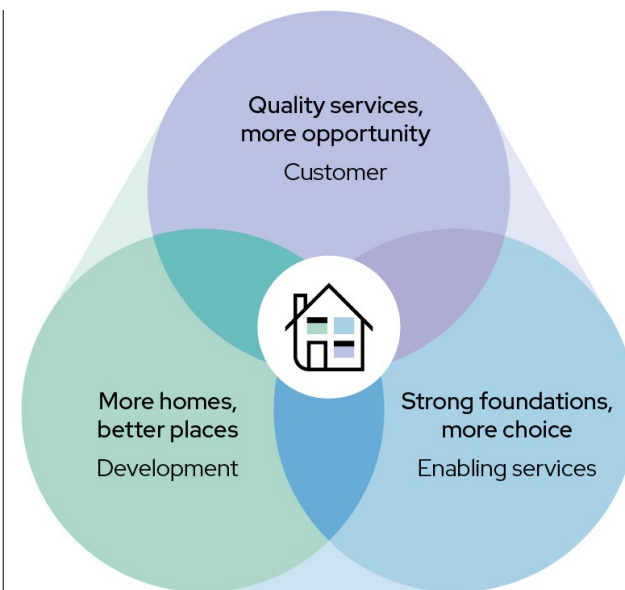 Quality services,
more opportunity
Customer
More homes,
better places
Development
Strong foundations,
more choice
Enabling services